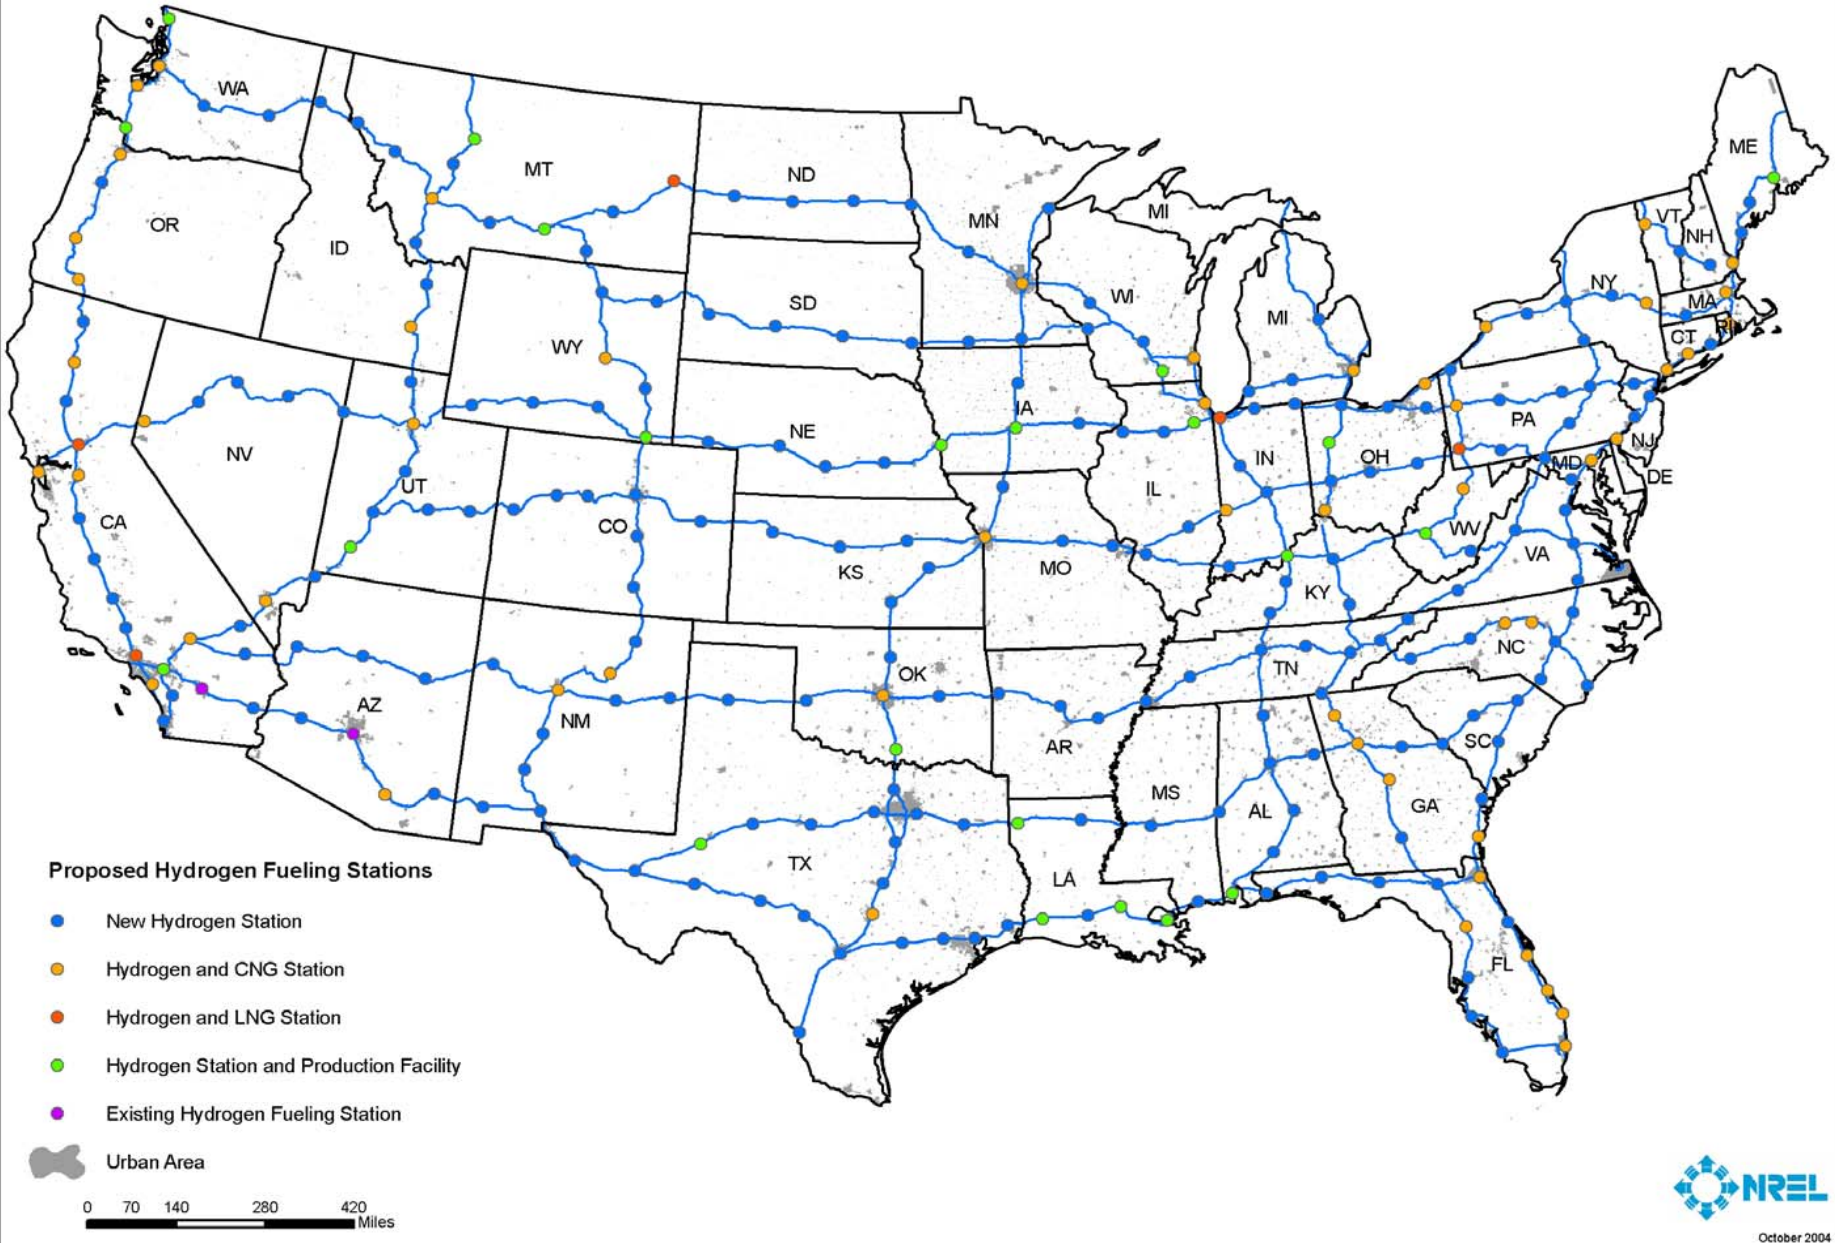 WA
MT
ND
MN
MI
ME
OR
ID
SD
WI
MI
VT
NH
NY
MA
CT
RI
WY
IA
NE
PA
NJ
NV
UT
CO
IL
IN
OH
MD
DE
CA
KS
MO
WV
VA
KY
AZ
NM
OK
AR
TN
NC
SC
MS
AL
GA
TX
LA
FL
Proposed Hydrogen Fueling Stations
New Hydrogen Station
Hydrogen and CNG Station
Hydrogen and LNG Station
Hydrogen Station and Production Facility
Existing Hydrogen Fueling Station
Urban Area
0 70 140 280 420
Miles
NREL
October 2004